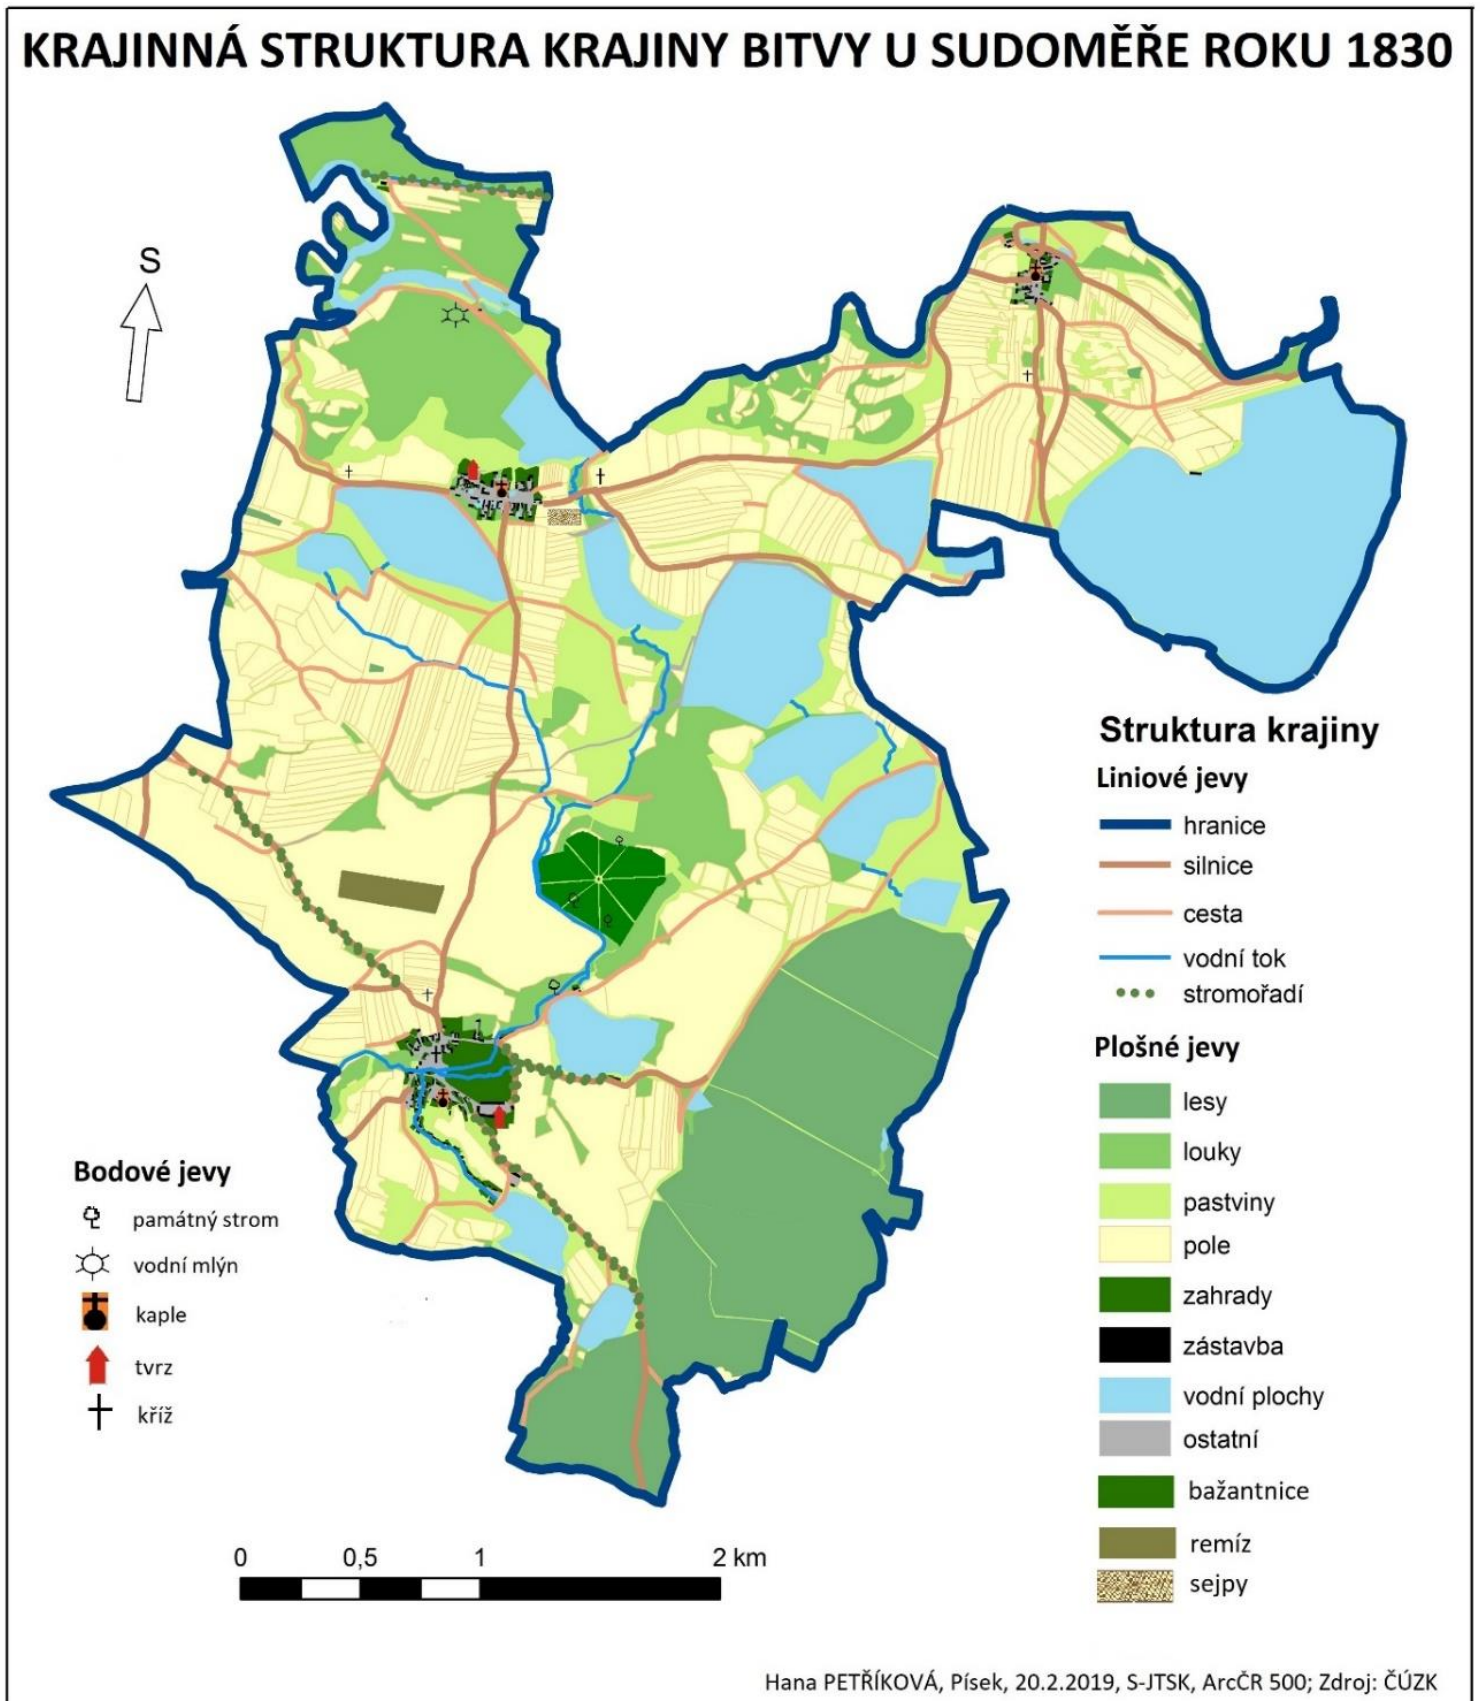 KRAJINNÁ STRUKTURA KRAJINY BITVY U SUDOMĚŘE ROKU 1830
S
Struktura krajiny
Liniové jevy
hranice
silnice
cesta
vodní tok
stromořadí
Plošné jevy
lesy
louky
pastviny
pole
zahrady
zástavba
vodní plochy
ostatní
bažantnice
remíz
sejpy
Bodové jevy
památný strom
vodní mlýn
kaple
tvrz
kříž
0 0,5 1 2 km
Hana PETŘÍKOVÁ, Písek, 20.2.2019, S-JTSK, ArcČR 500; Zdroj: ČÚZK